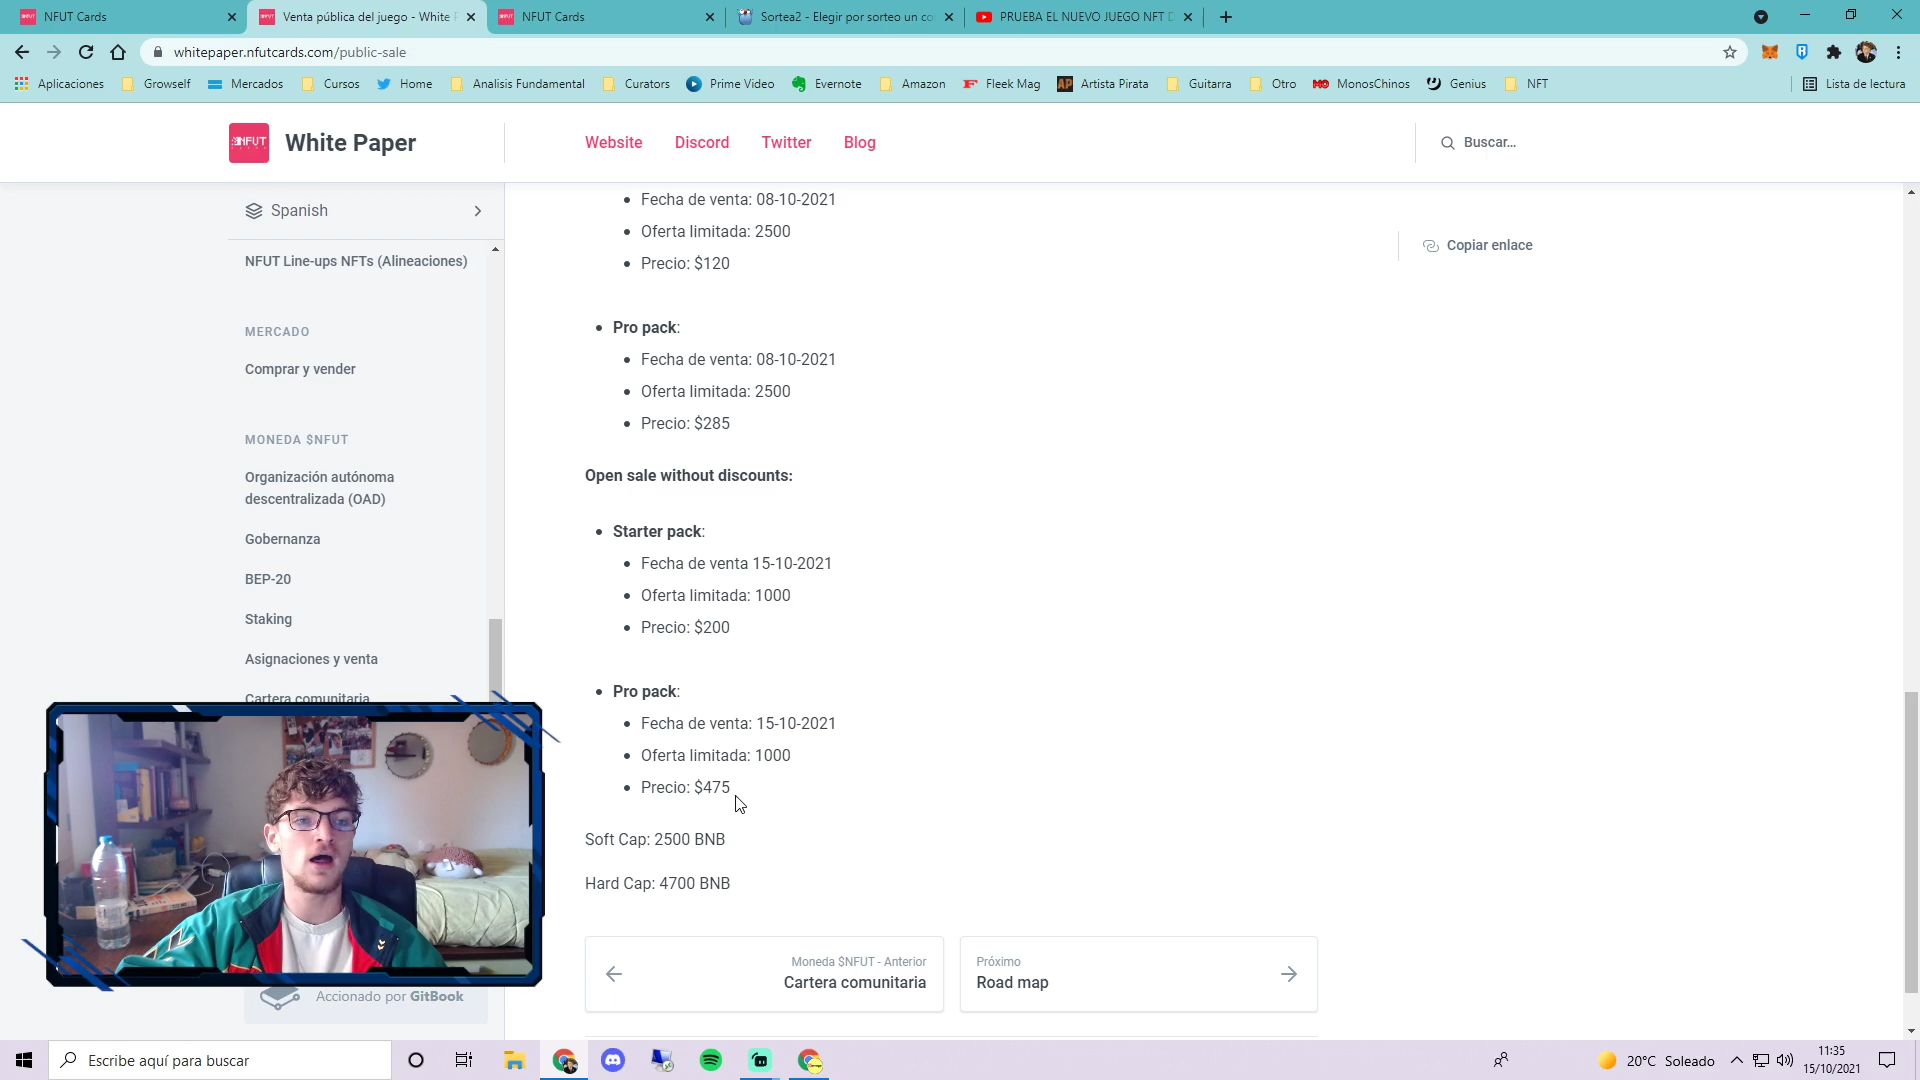 NFUT Cards
Venta pública del juego - White P
NFUT Cards
Sortea2 - Elegir por sorteo un co
PRUEBA EL NUEVO JUEGO NFT D
whitepaper.nfutcards.com/public-sale
Aplicaciones
Growself
Mercados
Cursos
Home
Analisis Fundamental
Curators
Prime Video
Evernote
Amazon
Fleek Mag
Artista Pirata
Guitarra
Otro
MonosChinos
Genius
NFT
Lista de lectura
NFUT
White Paper
Website
Discord
Twitter
Blog
Buscar...
Spanish
NFUT Line-ups NFTs (Alineaciones)
MERCADO
Comprar y vender
MONEDA $NFUT
Organización autónoma
descentralizada (OAD)
Gobernanza
BEP-20
Staking
Asignaciones y venta
Cartera comunitaria
Accionado por GitBook
Fecha de venta: 08-10-2021
Oferta limitada: 2500
Precio: $120
Pro pack:
Fecha de venta: 08-10-2021
Oferta limitada: 2500
Precio: $285
Open sale without discounts:
Starter pack:
Fecha de venta 15-10-2021
Oferta limitada: 1000
Precio: $200
Pro pack:
Fecha de venta: 15-10-2021
Oferta limitada: 1000
Precio: $475
Soft Cap: 2500 BNB
Hard Cap: 4700 BNB
Moneda $NFUT - Anterior
Cartera comunitaria
Próximo
Road map
Copiar enlace
Escribe aquí para buscar
20°C Soleado
11:35
15/10/2021